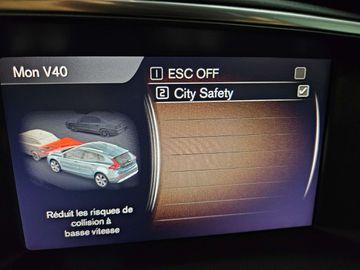 Mon V40
1 ESC OFF
2 City Safety
Réduit les risques de
collision à
basse vitesse